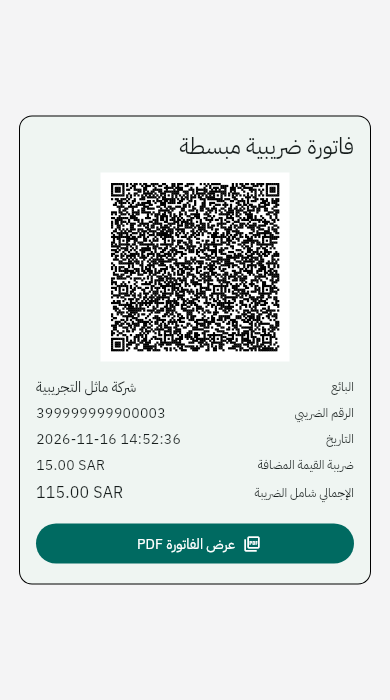 فاتورة ضريبية مبسطة
البائع شركة ماثل التجريبية
الرقم الضريبي 399999999900003
التاريخ 2026-11-16 14:52:36
ضريبة القيمة المضافة 15.00 SAR
الإجمالي شامل الضريبة 115.00 SAR
عرض الفاتورة PDF